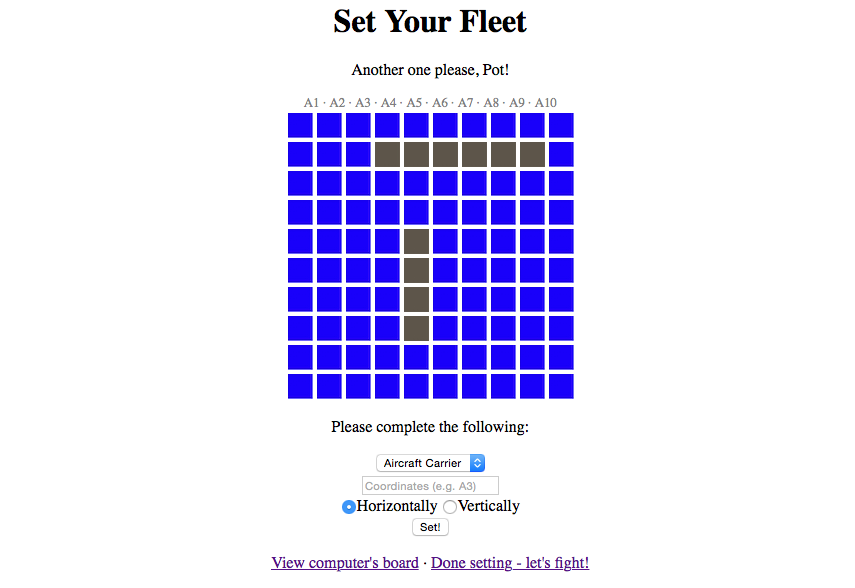 Set Your Fleet
Another one please, Pot!
A1 · A2 · A3 · A4 · A5 · A6 · A7 · A8 · A9 · A10
Please complete the following:
Aircraft Carrier
Coordinates (e.g. A3)
Horizontally Vertically
Set!
View computer's board · Done setting - let's fight!